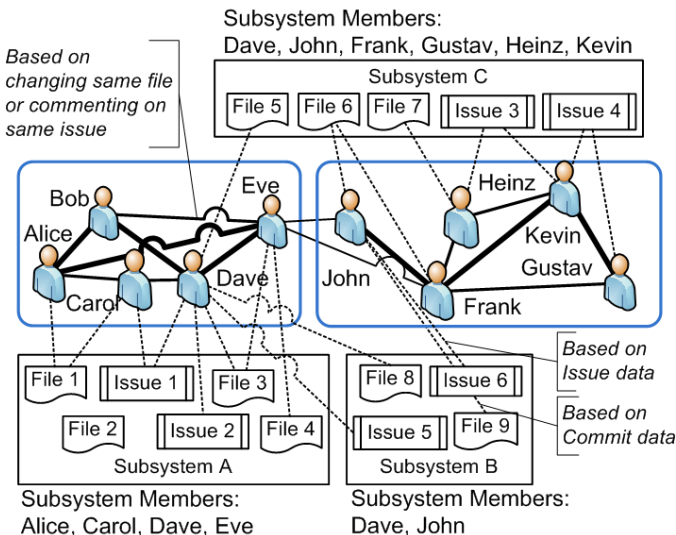 Subsystem Members:
Dave, John, Frank, Gustav, Heinz, Kevin
Based on
changing same file
or commenting on
same issue
Subsystem C
File 5
File 6
File 7
Issue 3
Issue 4
Bob
Eve
Heinz
Alice
Kevin
Carol
Dave
John
Gustav
Frank
Based on
Issue data
Based on
Commit data
File 1
Issue 1
File 3
File 2
Issue 2
File 4
Subsystem A
File 8
Issue 6
Issue 5
File 9
Subsystem B
Subsystem Members:
Alice, Carol, Dave, Eve
Subsystem Members:
Dave, John